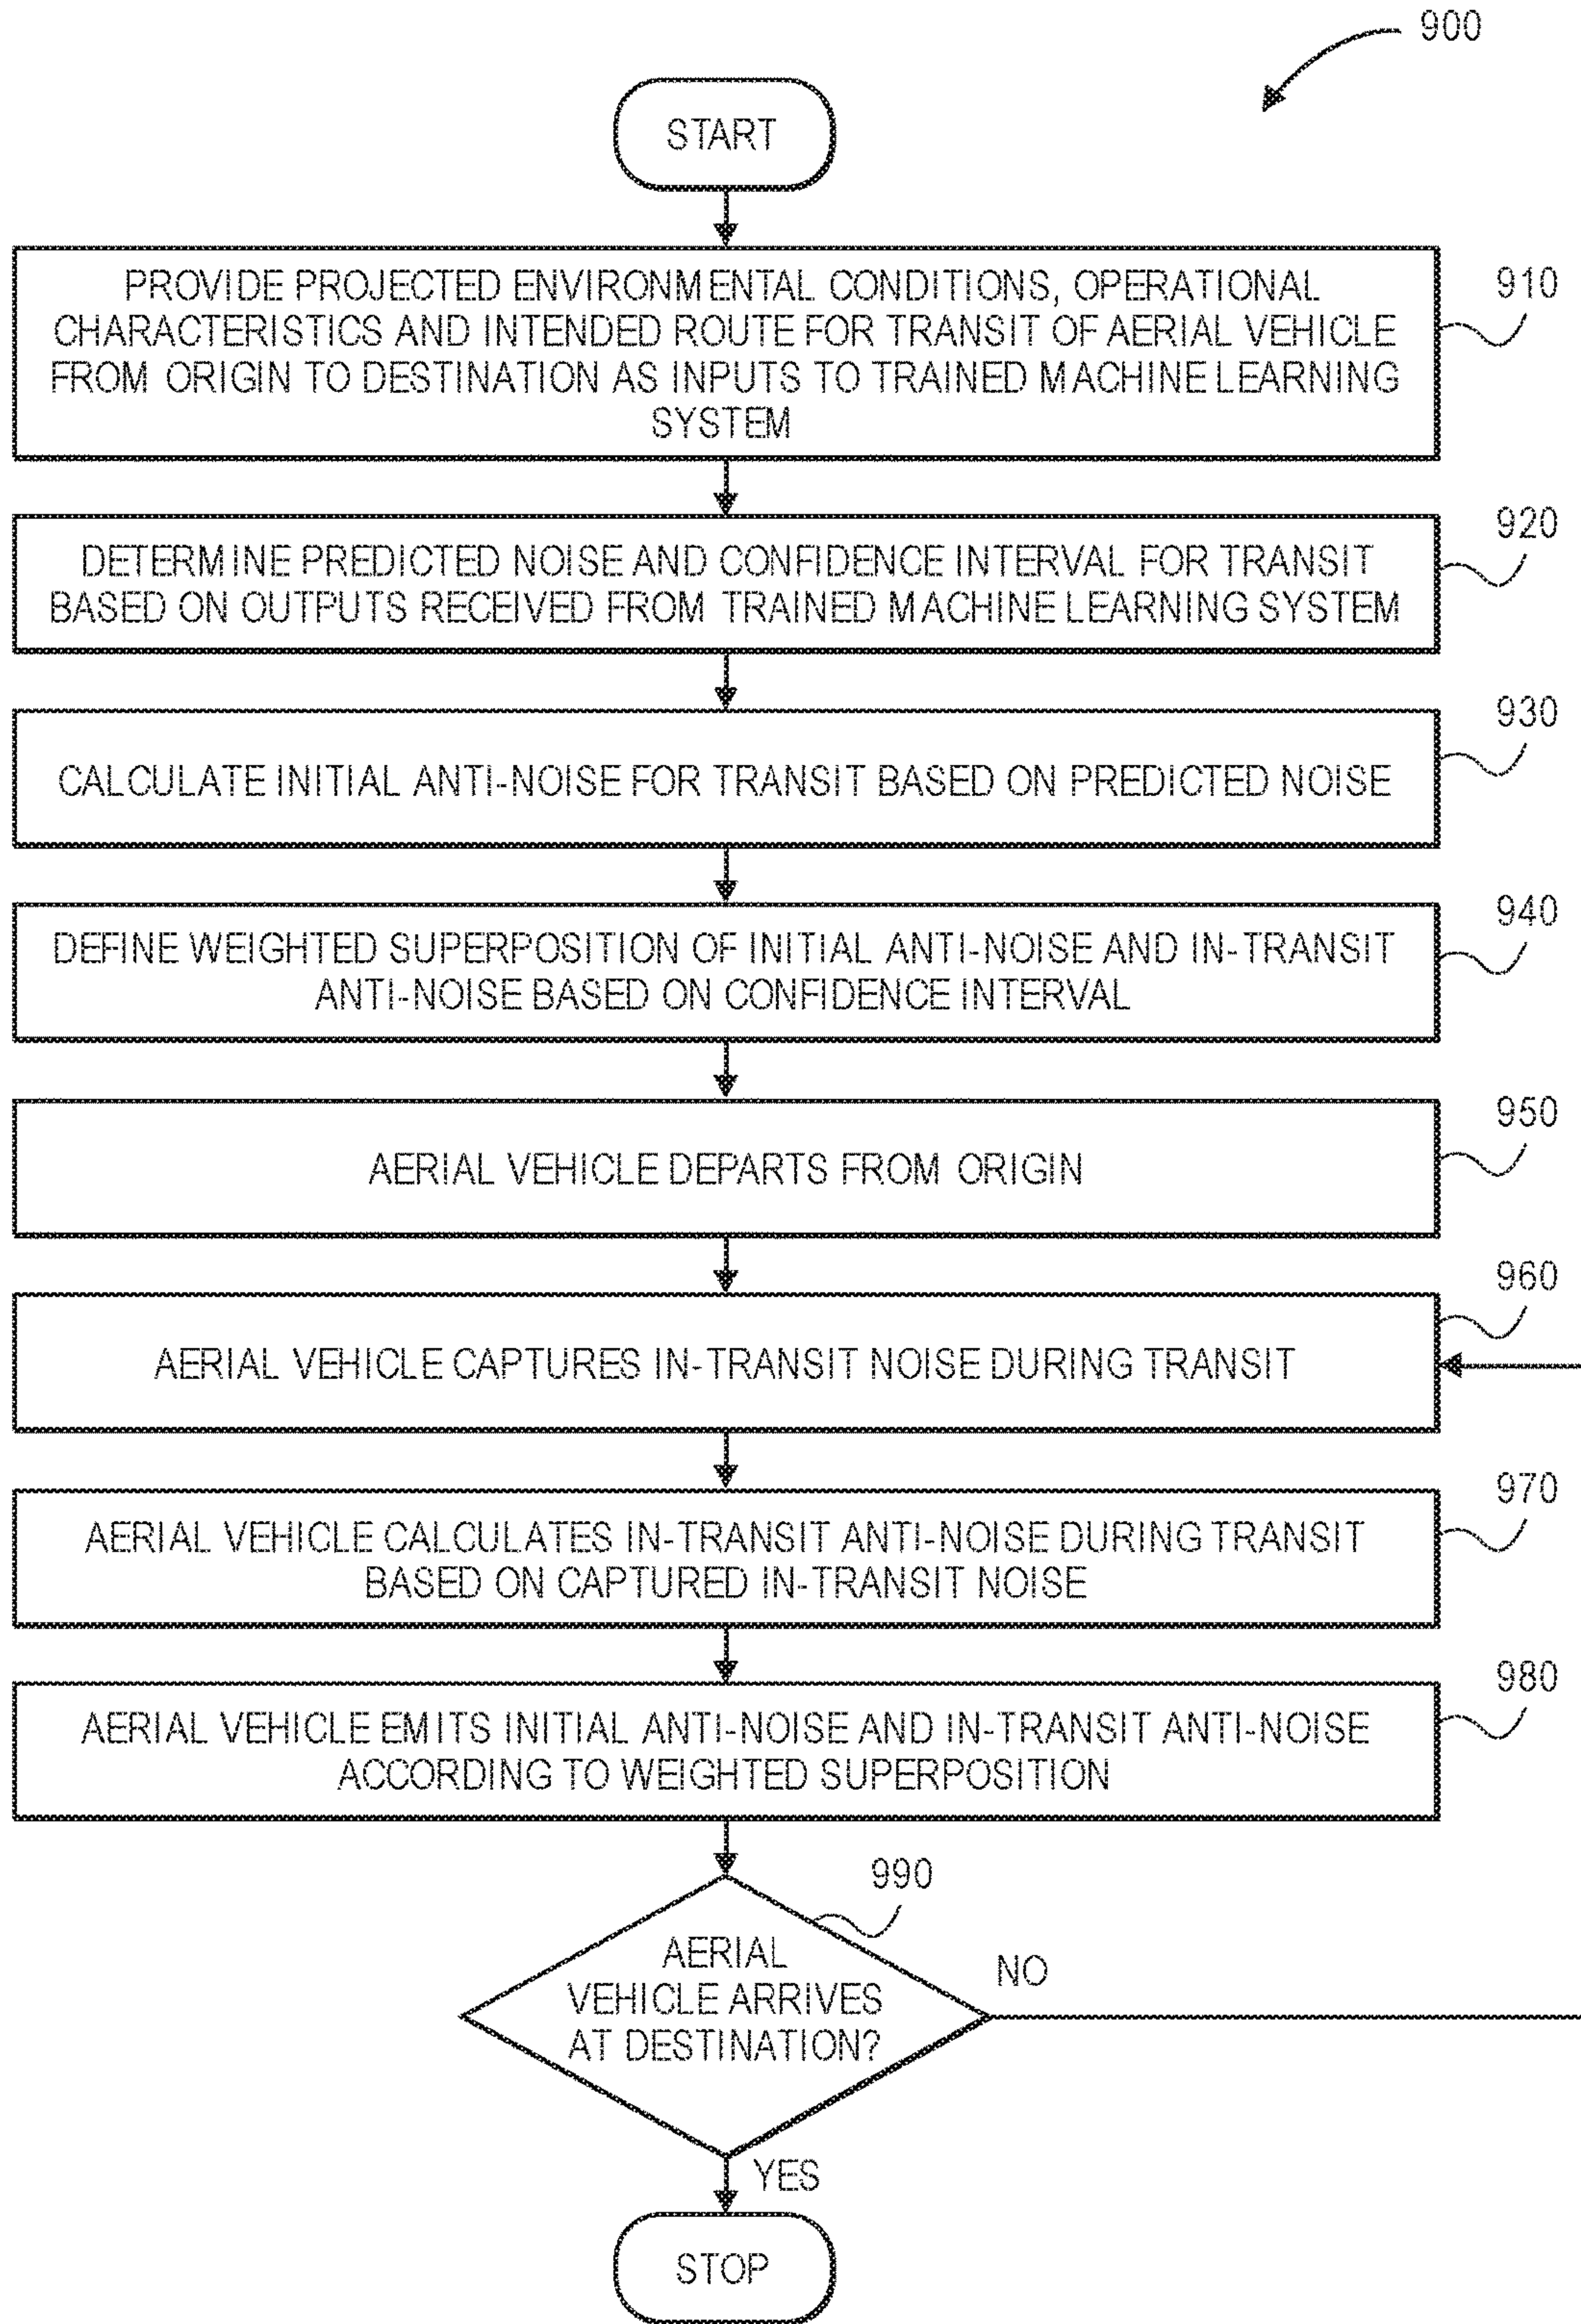 900
START
PROVIDE PROJECTED ENVIRONMENTAL CONDITIONS, OPERATIONAL
CHARACTERISTICS AND INTENDED ROUTE FOR TRANSIT OF AERIAL VEHICLE
FROM ORIGIN TO DESTINATION AS INPUTS TO TRAINED MACHINE LEARNING
SYSTEM
910
DETERMINE PREDICTED NOISE AND CONFIDENCE INTERVAL FOR TRANSIT
BASED ON OUTPUTS RECEIVED FROM TRAINED MACHINE LEARNING SYSTEM
920
CALCULATE INITIAL ANTI-NOISE FOR TRANSIT BASED ON PREDICTED NOISE
930
DEFINE WEIGHTED SUPERPOSITION OF INITIAL ANTI-NOISE AND IN-TRANSIT
ANTI-NOISE BASED ON CONFIDENCE INTERVAL
940
AERIAL VEHICLE DEPARTS FROM ORIGIN
950
AERIAL VEHICLE CAPTURES IN-TRANSIT NOISE DURING TRANSIT
960
AERIAL VEHICLE CALCULATES IN-TRANSIT ANTI-NOISE DURING TRANSIT
BASED ON CAPTURED IN-TRANSIT NOISE
970
AERIAL VEHICLE EMITS INITIAL ANTI-NOISE AND IN-TRANSIT ANTI-NOISE
ACCORDING TO WEIGHTED SUPERPOSITION
980
990
AERIAL
VEHICLE ARRIVES
AT DESTINATION?
NO
YES
STOP